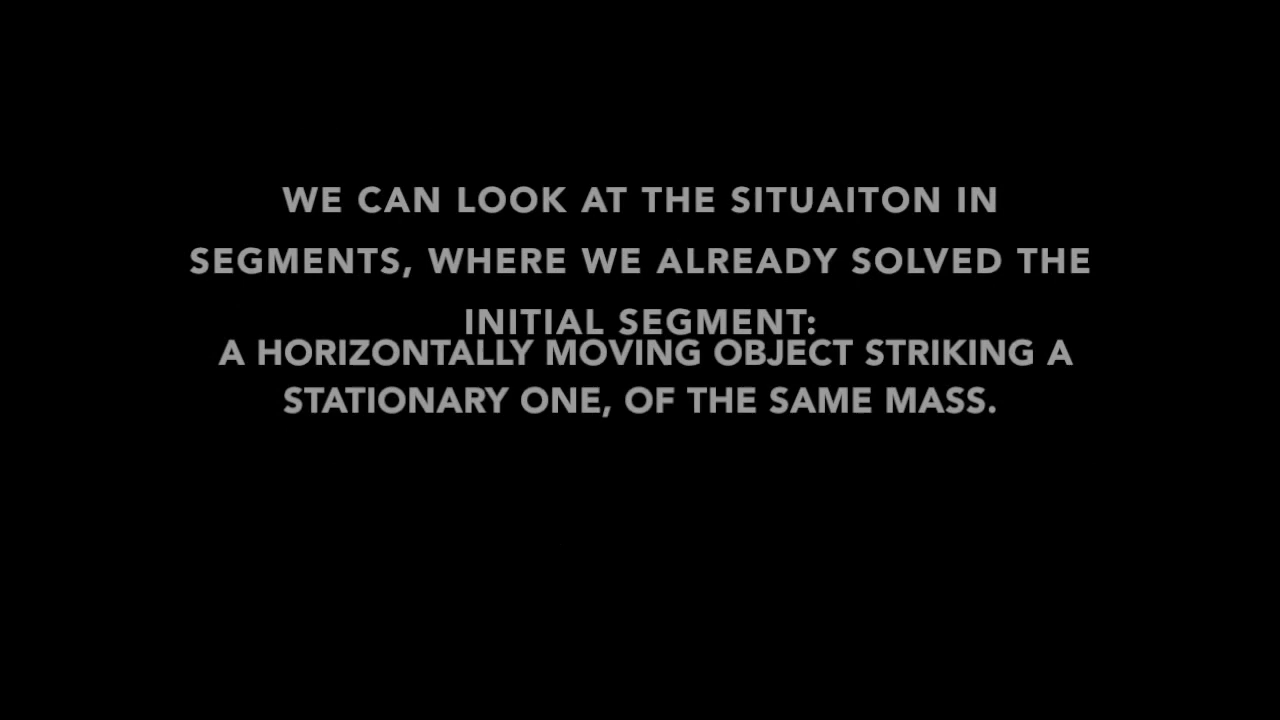 WE CAN LOOK AT THE SITUAITON IN
SEGMENTS, WHERE WE ALREADY SOLVED THE
INITIAL SEGMENT:
A HORIZONTALLY MOVING OBJECT STRIKING A
STATIONARY ONE, OF THE SAME MASS.